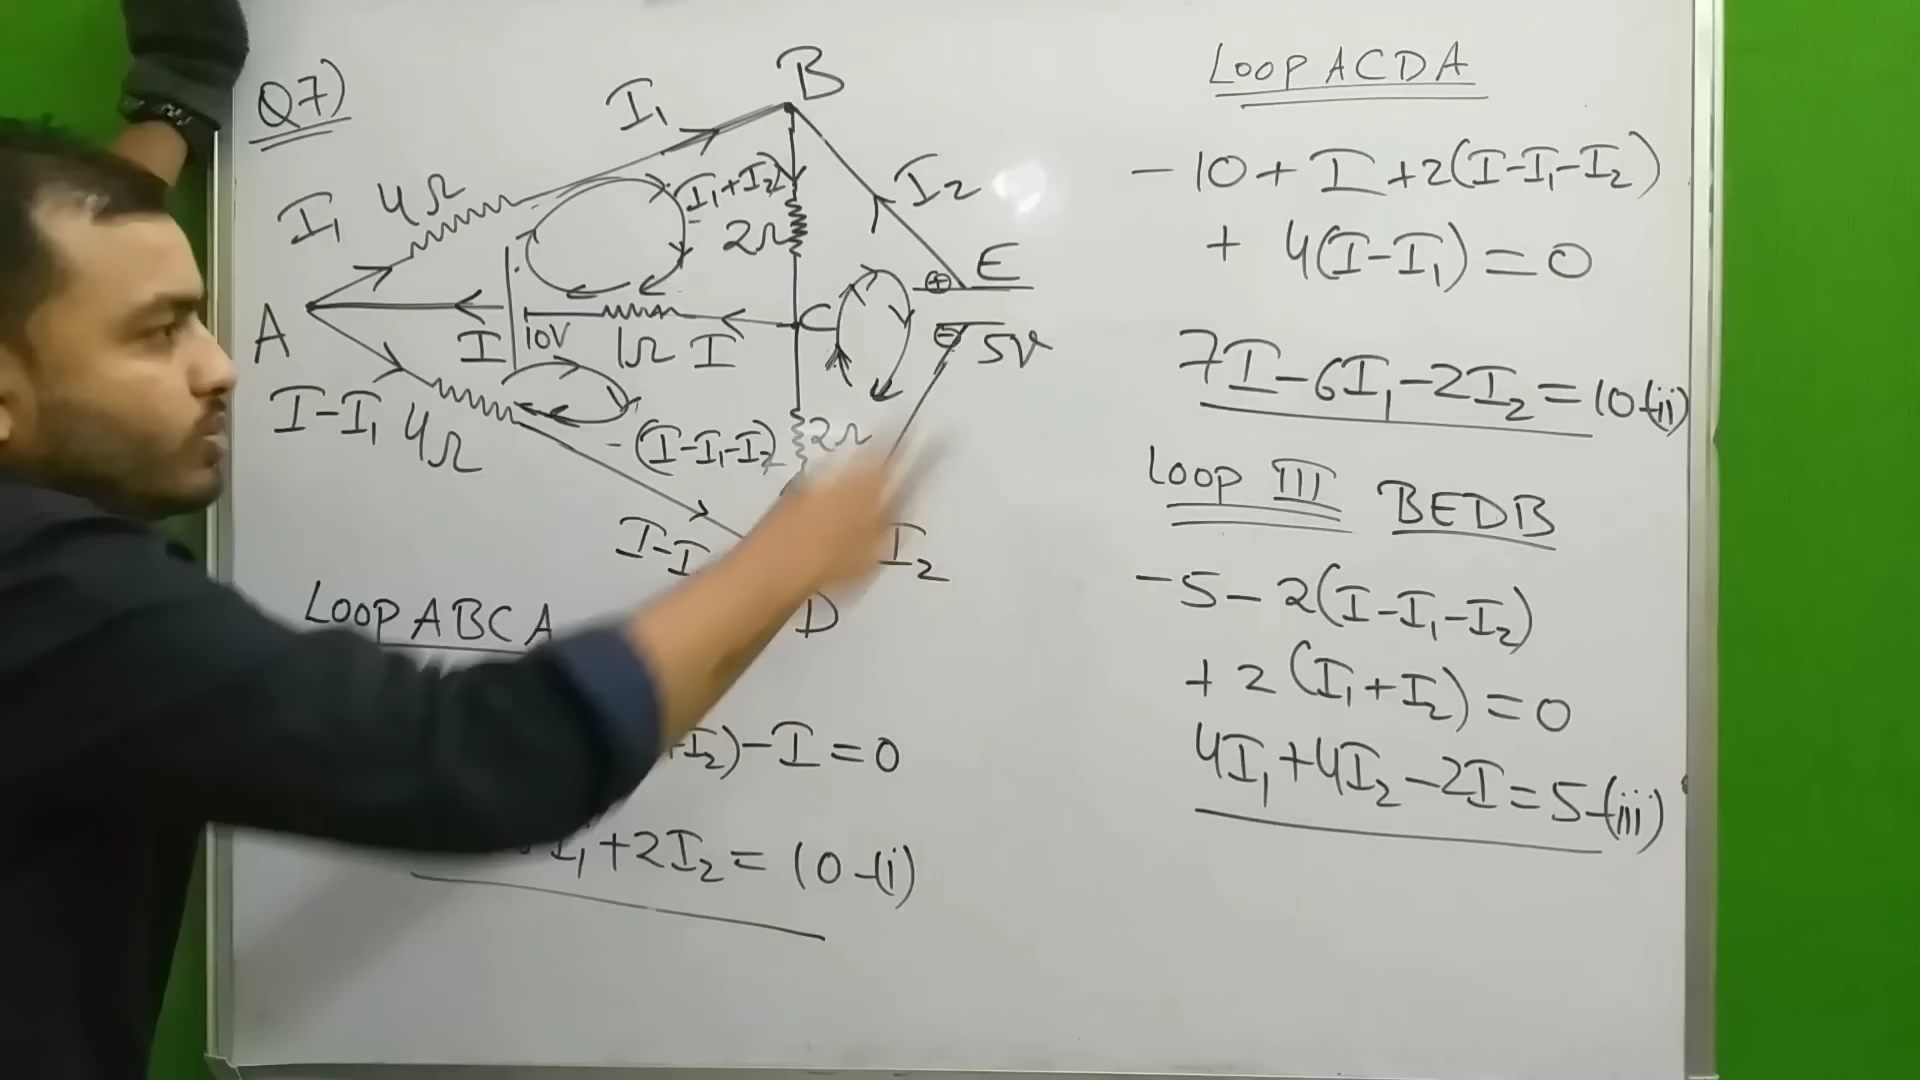 Q7)
B
I₁
I₁ 4Ω
I₁+I₂
2Ω
I₂
E
A
I
10V
1Ω I
C
5V
I-I₁ 4Ω
(I-I₁-I₂) 2Ω
I-I
I₂
D
LOOP ABCA
I₂)-I=0
I₁+2I₂=10-(i)
LOOP ACDA
-10+I+2(I-I₁-I₂)
+ 4(I-I₁)=0
7I-6I₁-2I₂=10-(ii)
LOOP III BEDB
-5-2(I-I₁-I₂)
+2(I₁+I₂)=0
4I₁+4I₂-2I=5-(iii)